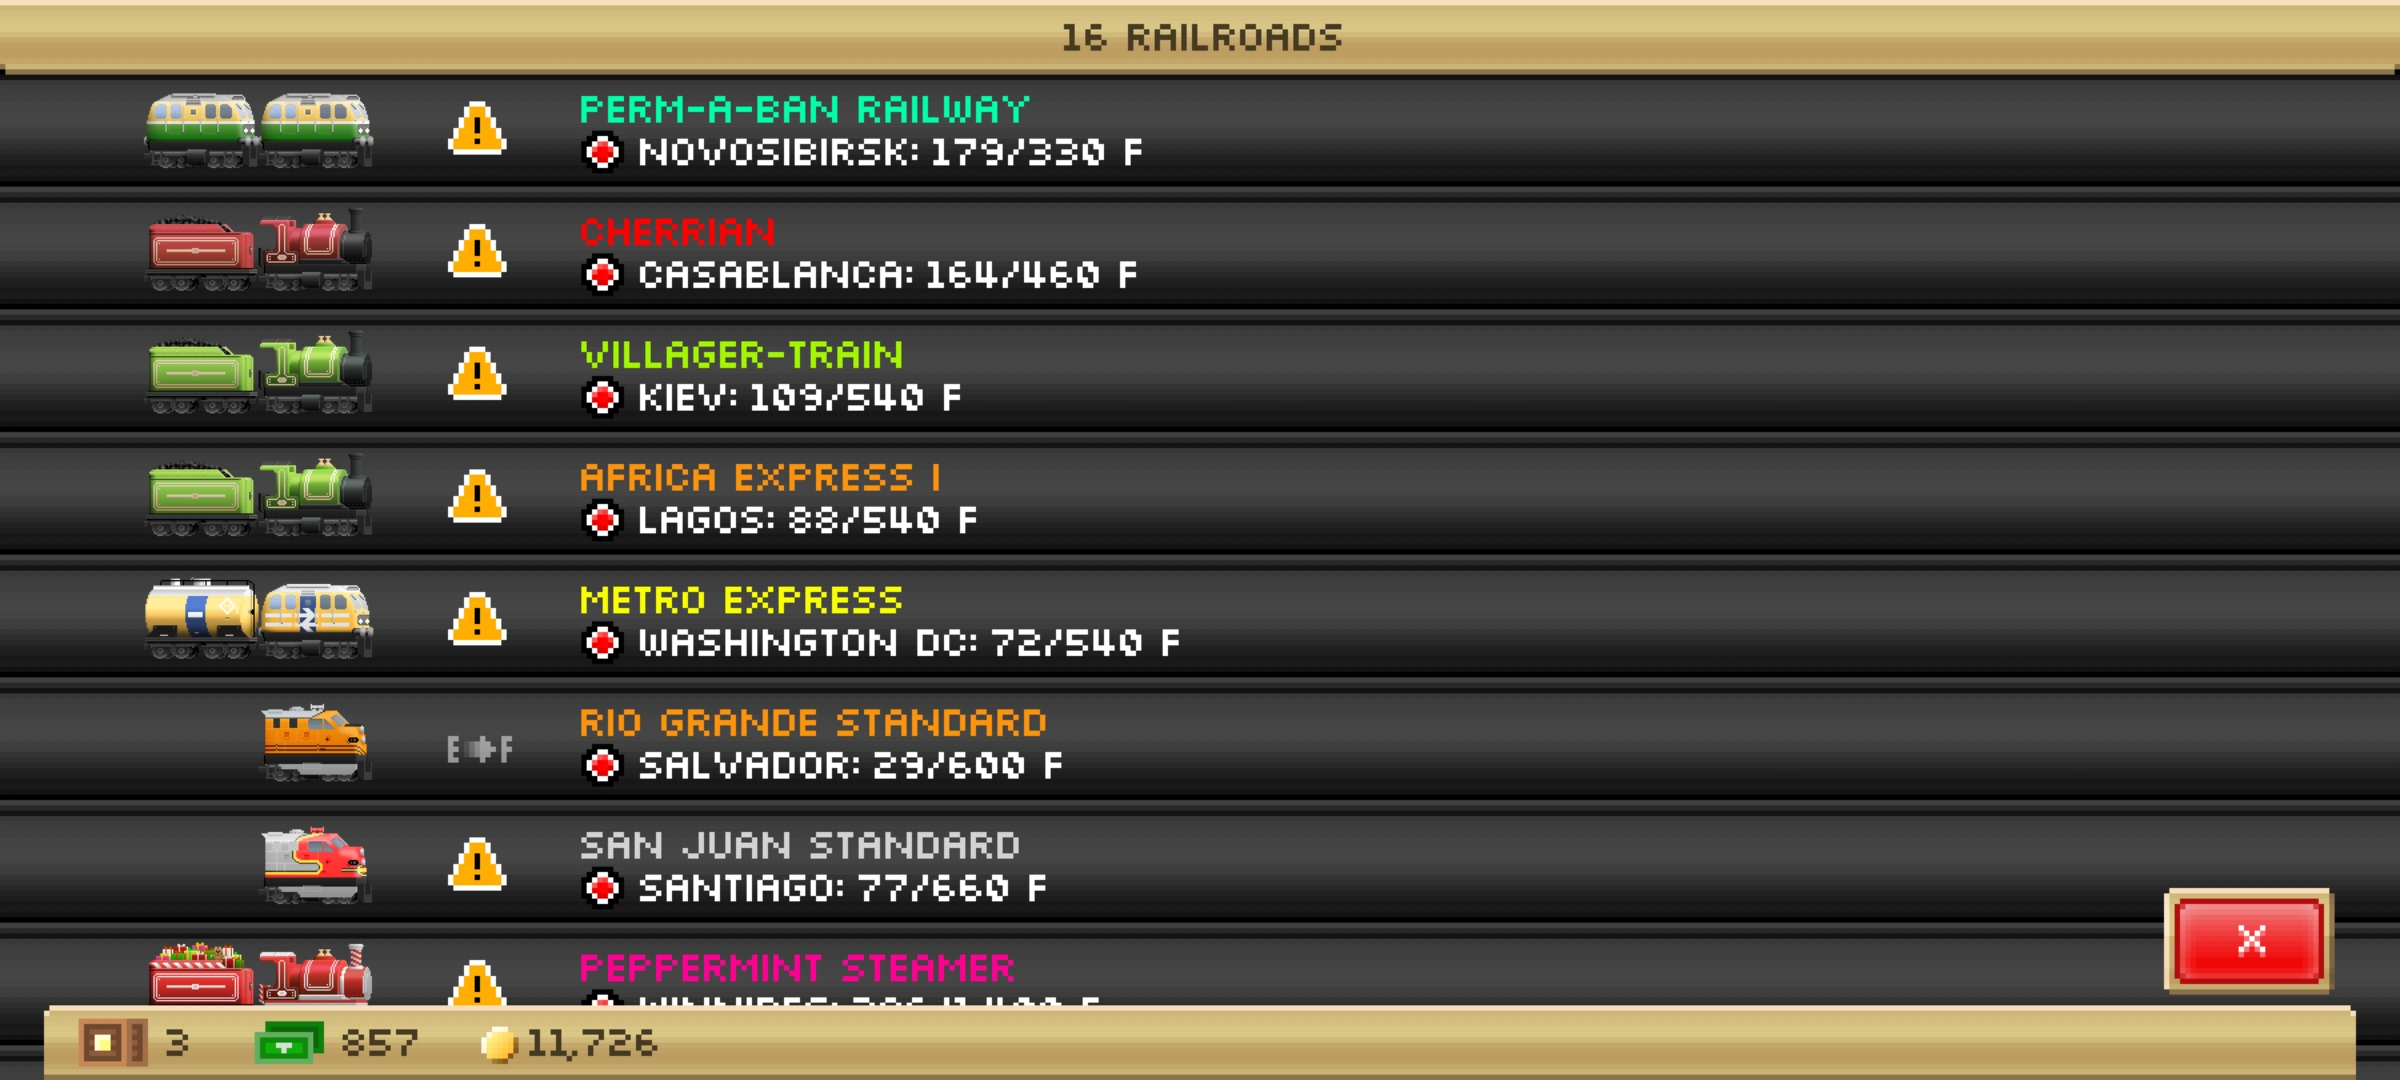 16 RAILROADS
PERM-A-BAN RAILWAY
NOVOSIBIRSK: 179/330 F
CHERRIAN
CASABLANCA: 164/460 F
VILLAGER-TRAIN
KIEV: 109/540 F
AFRICA EXPRESS I
LAGOS: 88/540 F
METRO EXPRESS
WASHINGTON DC: 72/540 F
RIO GRANDE STANDARD
E F
SALVADOR: 29/600 F
SAN JUAN STANDARD
SANTIAGO: 77/660 F
PEPPERMINT STEAMER
X
3 857 11,726